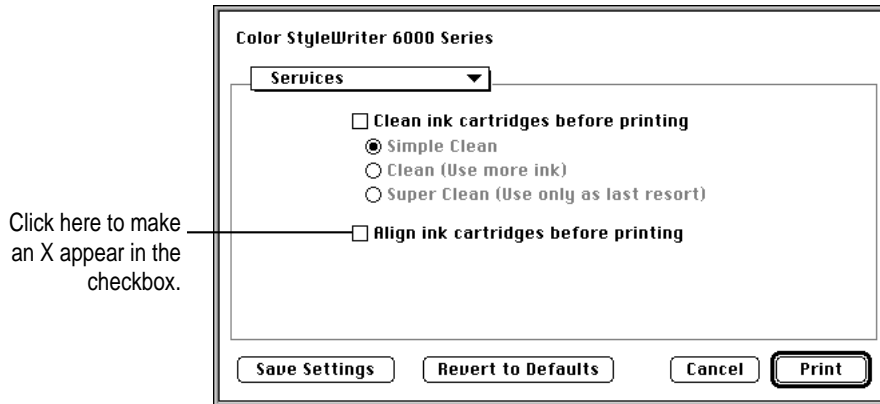 Color StyleWriter 6000 Series
Services
Clean ink cartridges before printing
Simple Clean
Clean (Use more ink)
Super Clean (Use only as last resort)
Click here to make
an X appear in the
checkbox.
Align ink cartridges before printing
Save Settings
Revert to Defaults
Cancel
Print